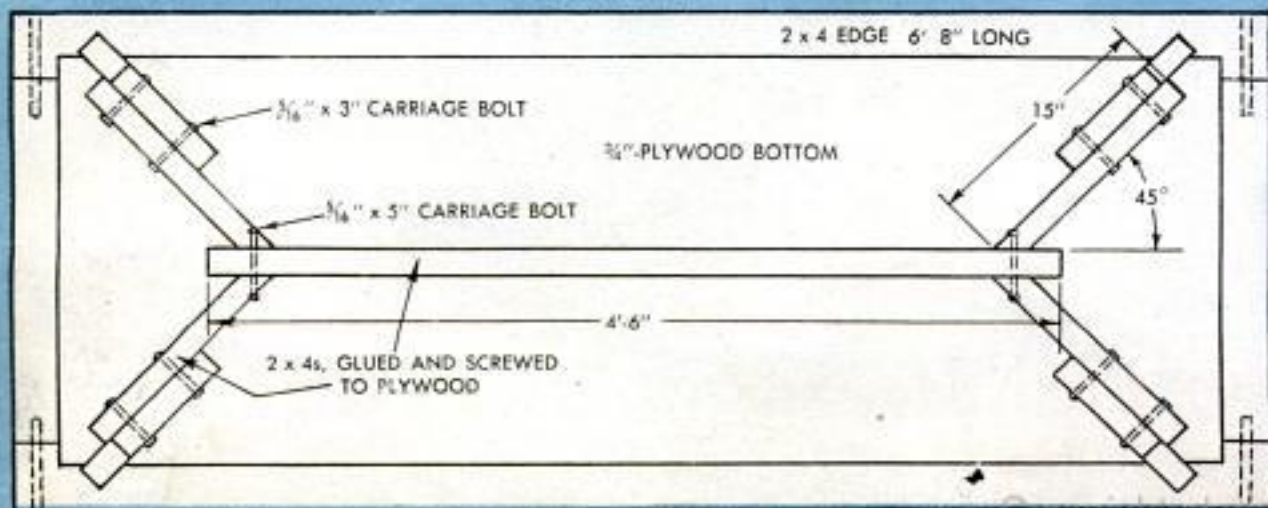 2 x 4 EDGE 6' 8" LONG
5/16" x 3" CARRIAGE BOLT
15"
¾"-PLYWOOD BOTTOM
45°
5/16" x 5" CARRIAGE BOLT
4'-6"
2 x 4s, GLUED AND SCREWED
TO PLYWOOD